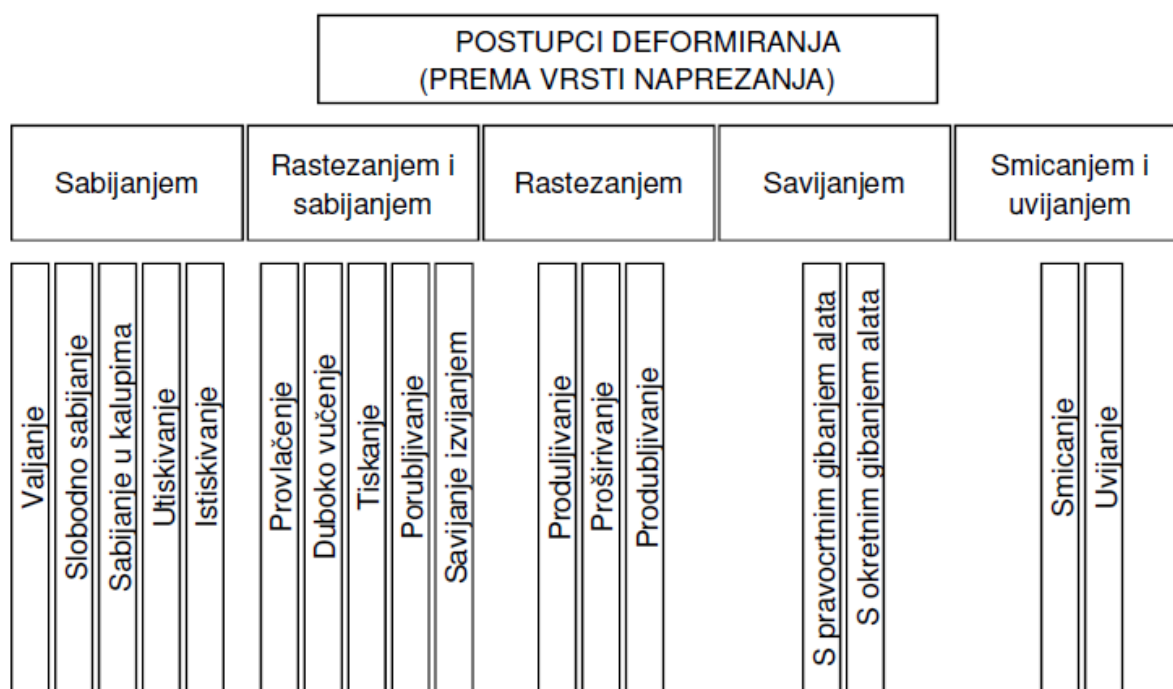 POSTUPCI DEFORMIRANJA
(PREMA VRSTI NAPREZANJA)
Sabijanjem
Rastezanjem i
sabijanjem
Rastezanjem
Savijanjem
Smicanjem i
uvijanjem
Valjanje
Slobodno sabijanje
Sabijanje u kalupima
Utiskivanje
Istiskivanje
Provlačenje
Duboko vučenje
Tiskanje
Porubljivanje
Savijanje izvijanjem
Produljivanje
Proširivanje
Produbljivanje
S pravocrtnim gibanjem alata
S okretnim gibanjem alata
Smicanje
Uvijanje